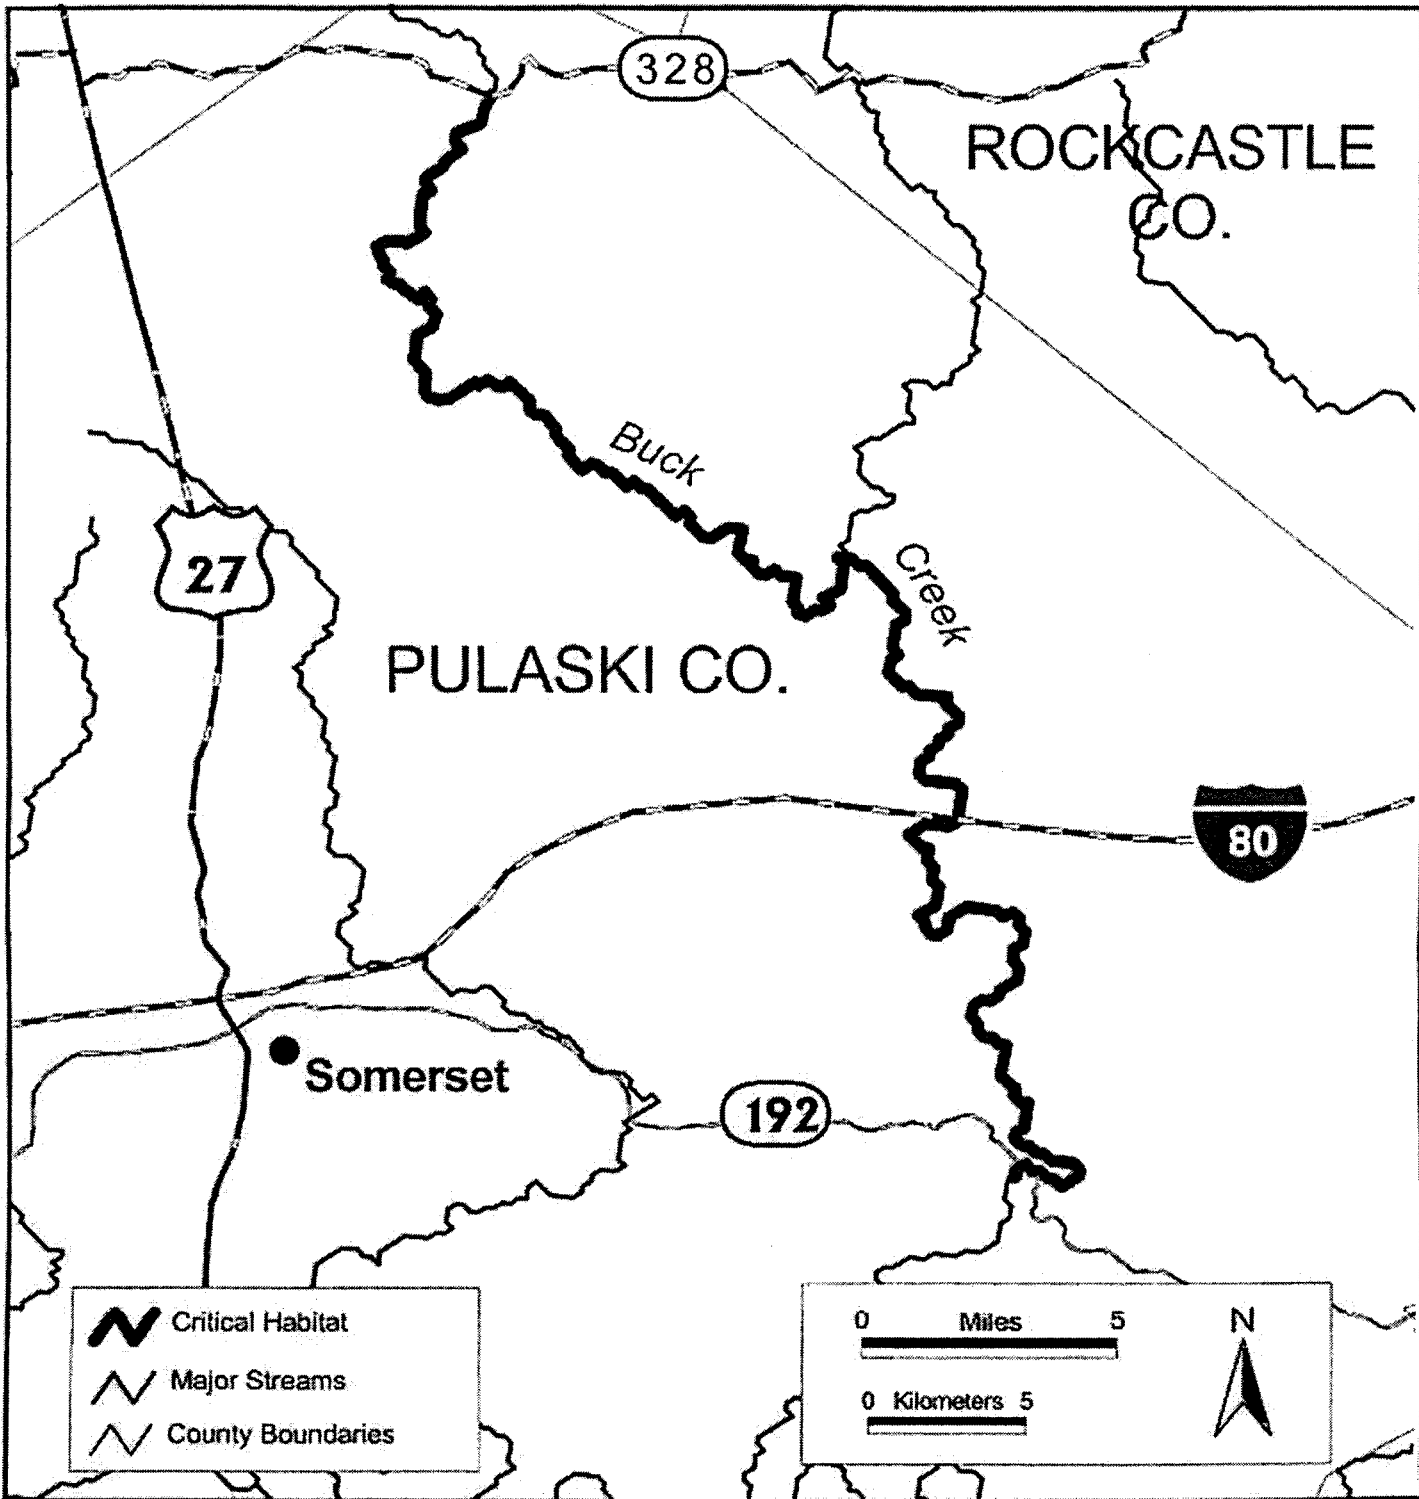 328
ROCKCASTLE
CO.
Buck
Creek
27
PULASKI CO.
80
Somerset
192
Critical Habitat
Major Streams
County Boundaries
0 Miles 5
0 Kilometers 5
N